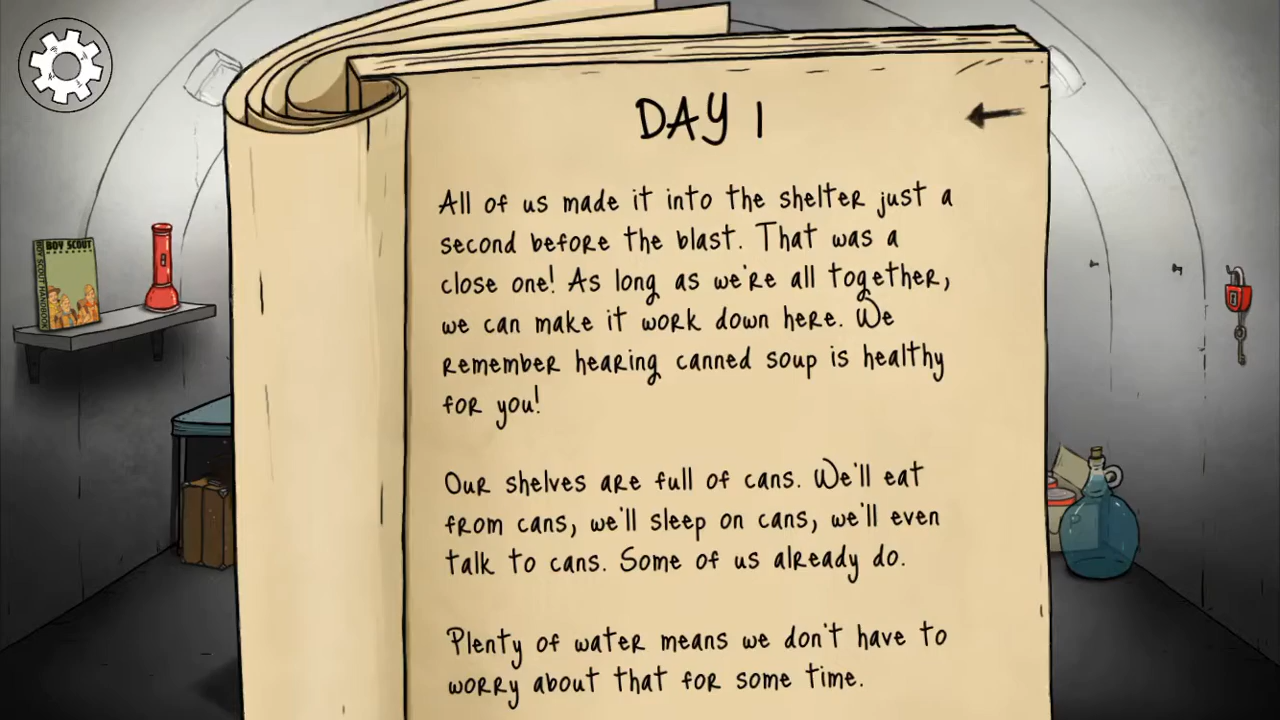 DAY 1
All of us made it into the shelter just a
second before the blast. That was a
close one! As long as we're all together,
we can make it work down here. We
remember hearing canned soup is healthy
for you!
Our shelves are full of cans. We'll eat
from cans, we'll sleep on cans, we'll even
talk to cans. Some of us already do.
Plenty of water means we don't have to
worry about that for some time.
BOY SCOUT
BOY SCOUT HANDBOOK